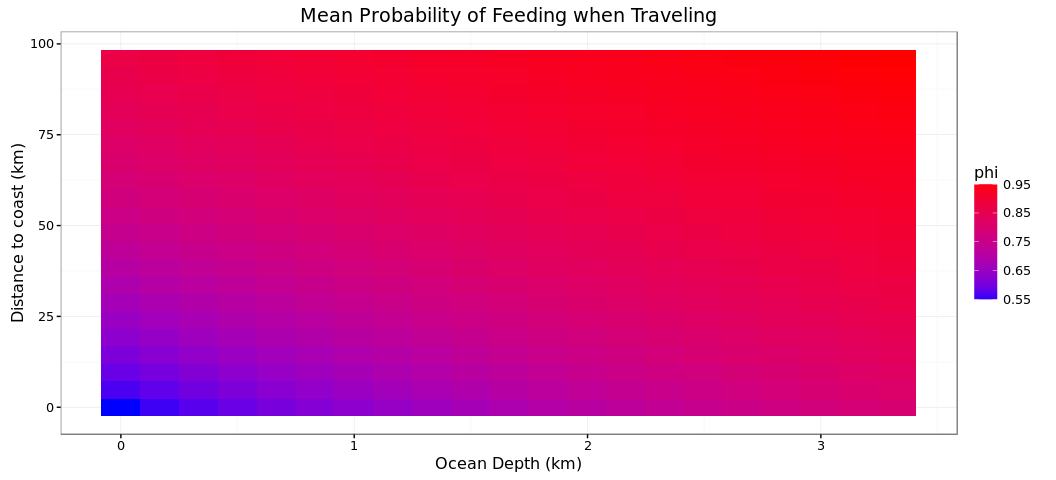 Mean Probability of Feeding when Traveling
Distance to coast (km)
100
75
50
25
0
0 1 2 3
Ocean Depth (km)
phi
0.95
0.85
0.75
0.65
0.55